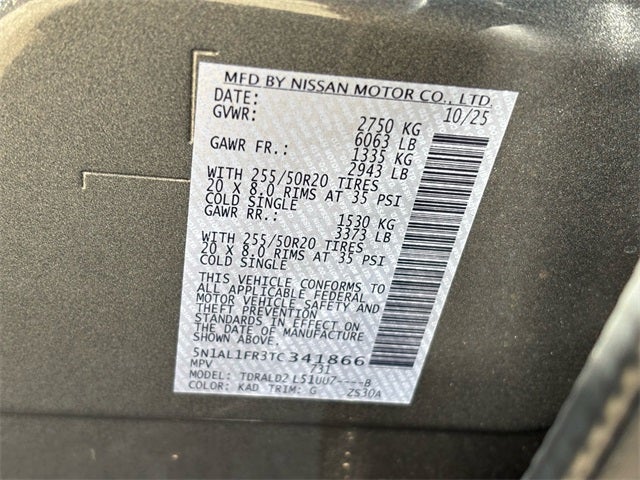 MFD BY NISSAN MOTOR CO., LTD.
DATE: 10/25
GVWR: 2750 KG
6063 LB
GAWR FR.: 1335 KG
2943 LB
WITH 255/50R20 TIRES
20 X 8.0 RIMS AT 35 PSI
COLD SINGLE
GAWR RR.: 1530 KG
3373 LB
WITH 255/50R20 TIRES
20 X 8.0 RIMS AT 35 PSI
COLD SINGLE
THIS VEHICLE CONFORMS TO
ALL APPLICABLE FEDERAL
MOTOR VEHICLE SAFETY AND
THEFT PREVENTION
STANDARDS IN EFFECT ON
THE DATE OF MANUFACTURE
SHOWN ABOVE.
5N1AL1FR3TC341866
MPV 731
MODEL: TDRALD2 L51UU7----B
COLOR: KAD TRIM: G ZS30A